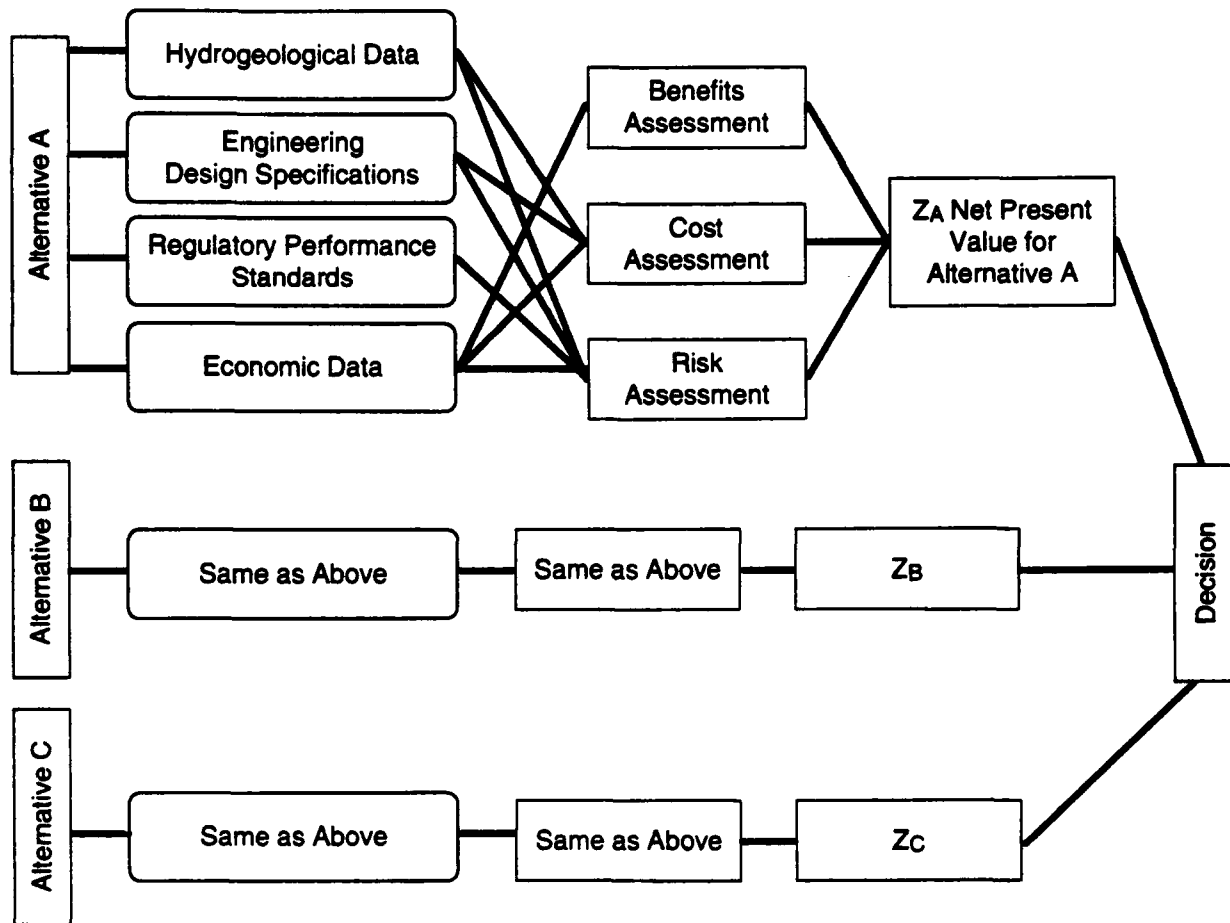 Alternative A
Hydrogeological Data
Engineering
Design Specifications
Regulatory Performance
Standards
Economic Data
Benefits
Assessment
Cost
Assessment
Risk
Assessment
ZA Net Present
Value for
Alternative A
Alternative B
Same as Above
Same as Above
ZB
Decision
Alternative C
Same as Above
Same as Above
ZC